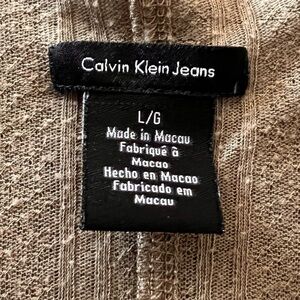 Calvin Klein Jeans
L/G
Made in Macau
Fabriqué à
Macao
Hecho en Macao
Fabricado em
Macau